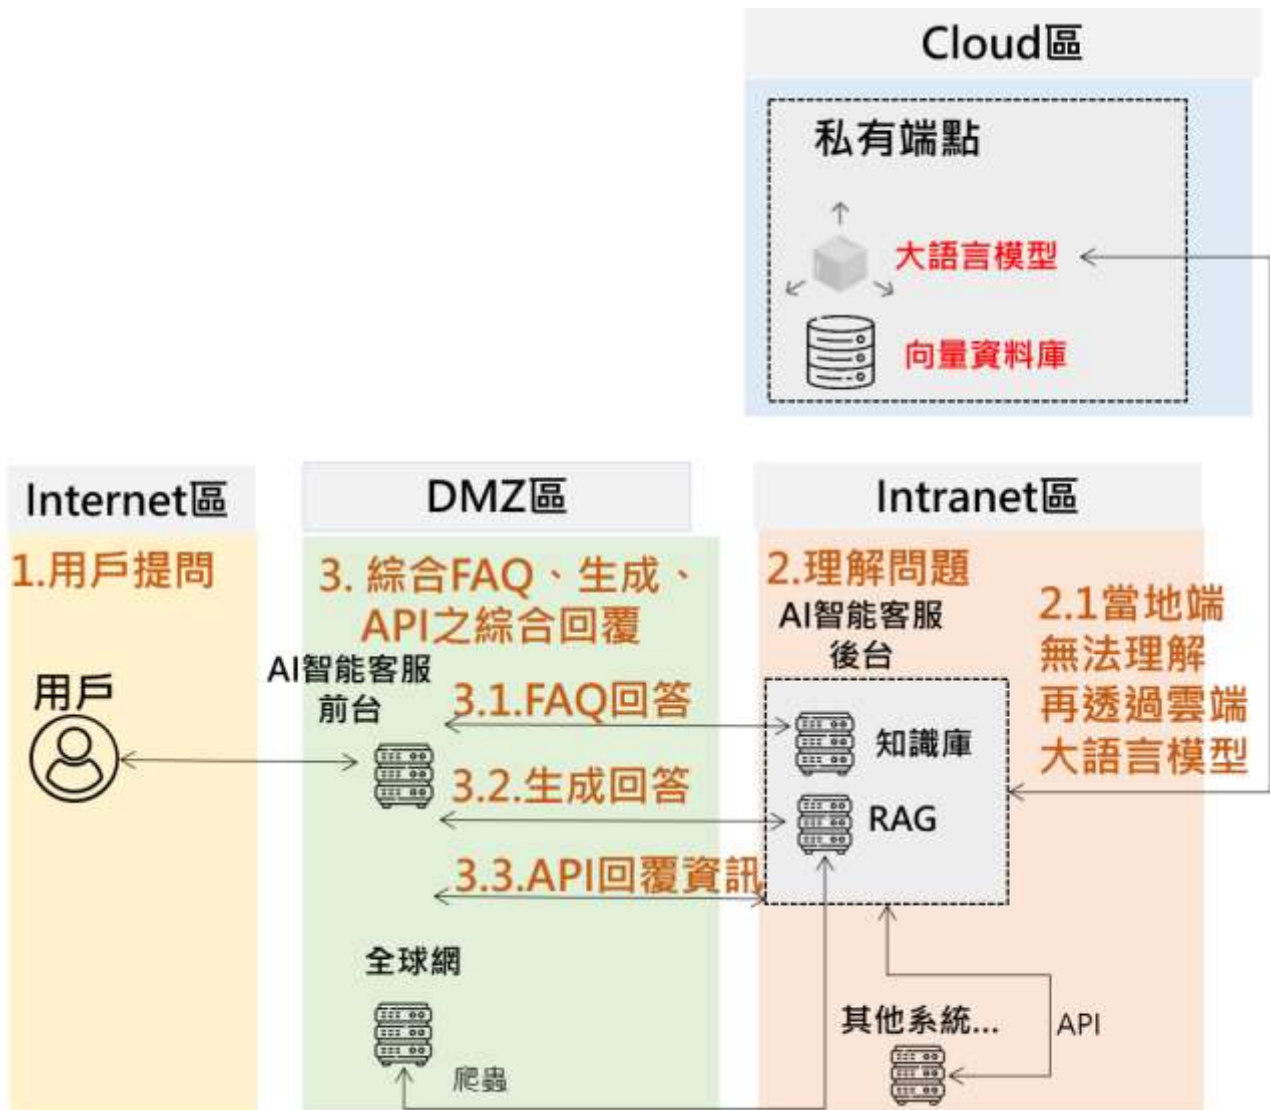 Cloud區
私有端點
大語言模型
向量資料庫
Internet區
DMZ區
Intranet區
1.用戶提問
用戶
3. 綜合FAQ、生成、
API之綜合回覆
AI智能客服
前台
3.1.FAQ回答
3.2.生成回答
3.3.API回覆資訊
全球網
爬蟲
2.理解問題
AI智能客服
後台
知識庫
RAG
2.1當地端
無法理解
再透過雲端
大語言模型
其他系統...
API